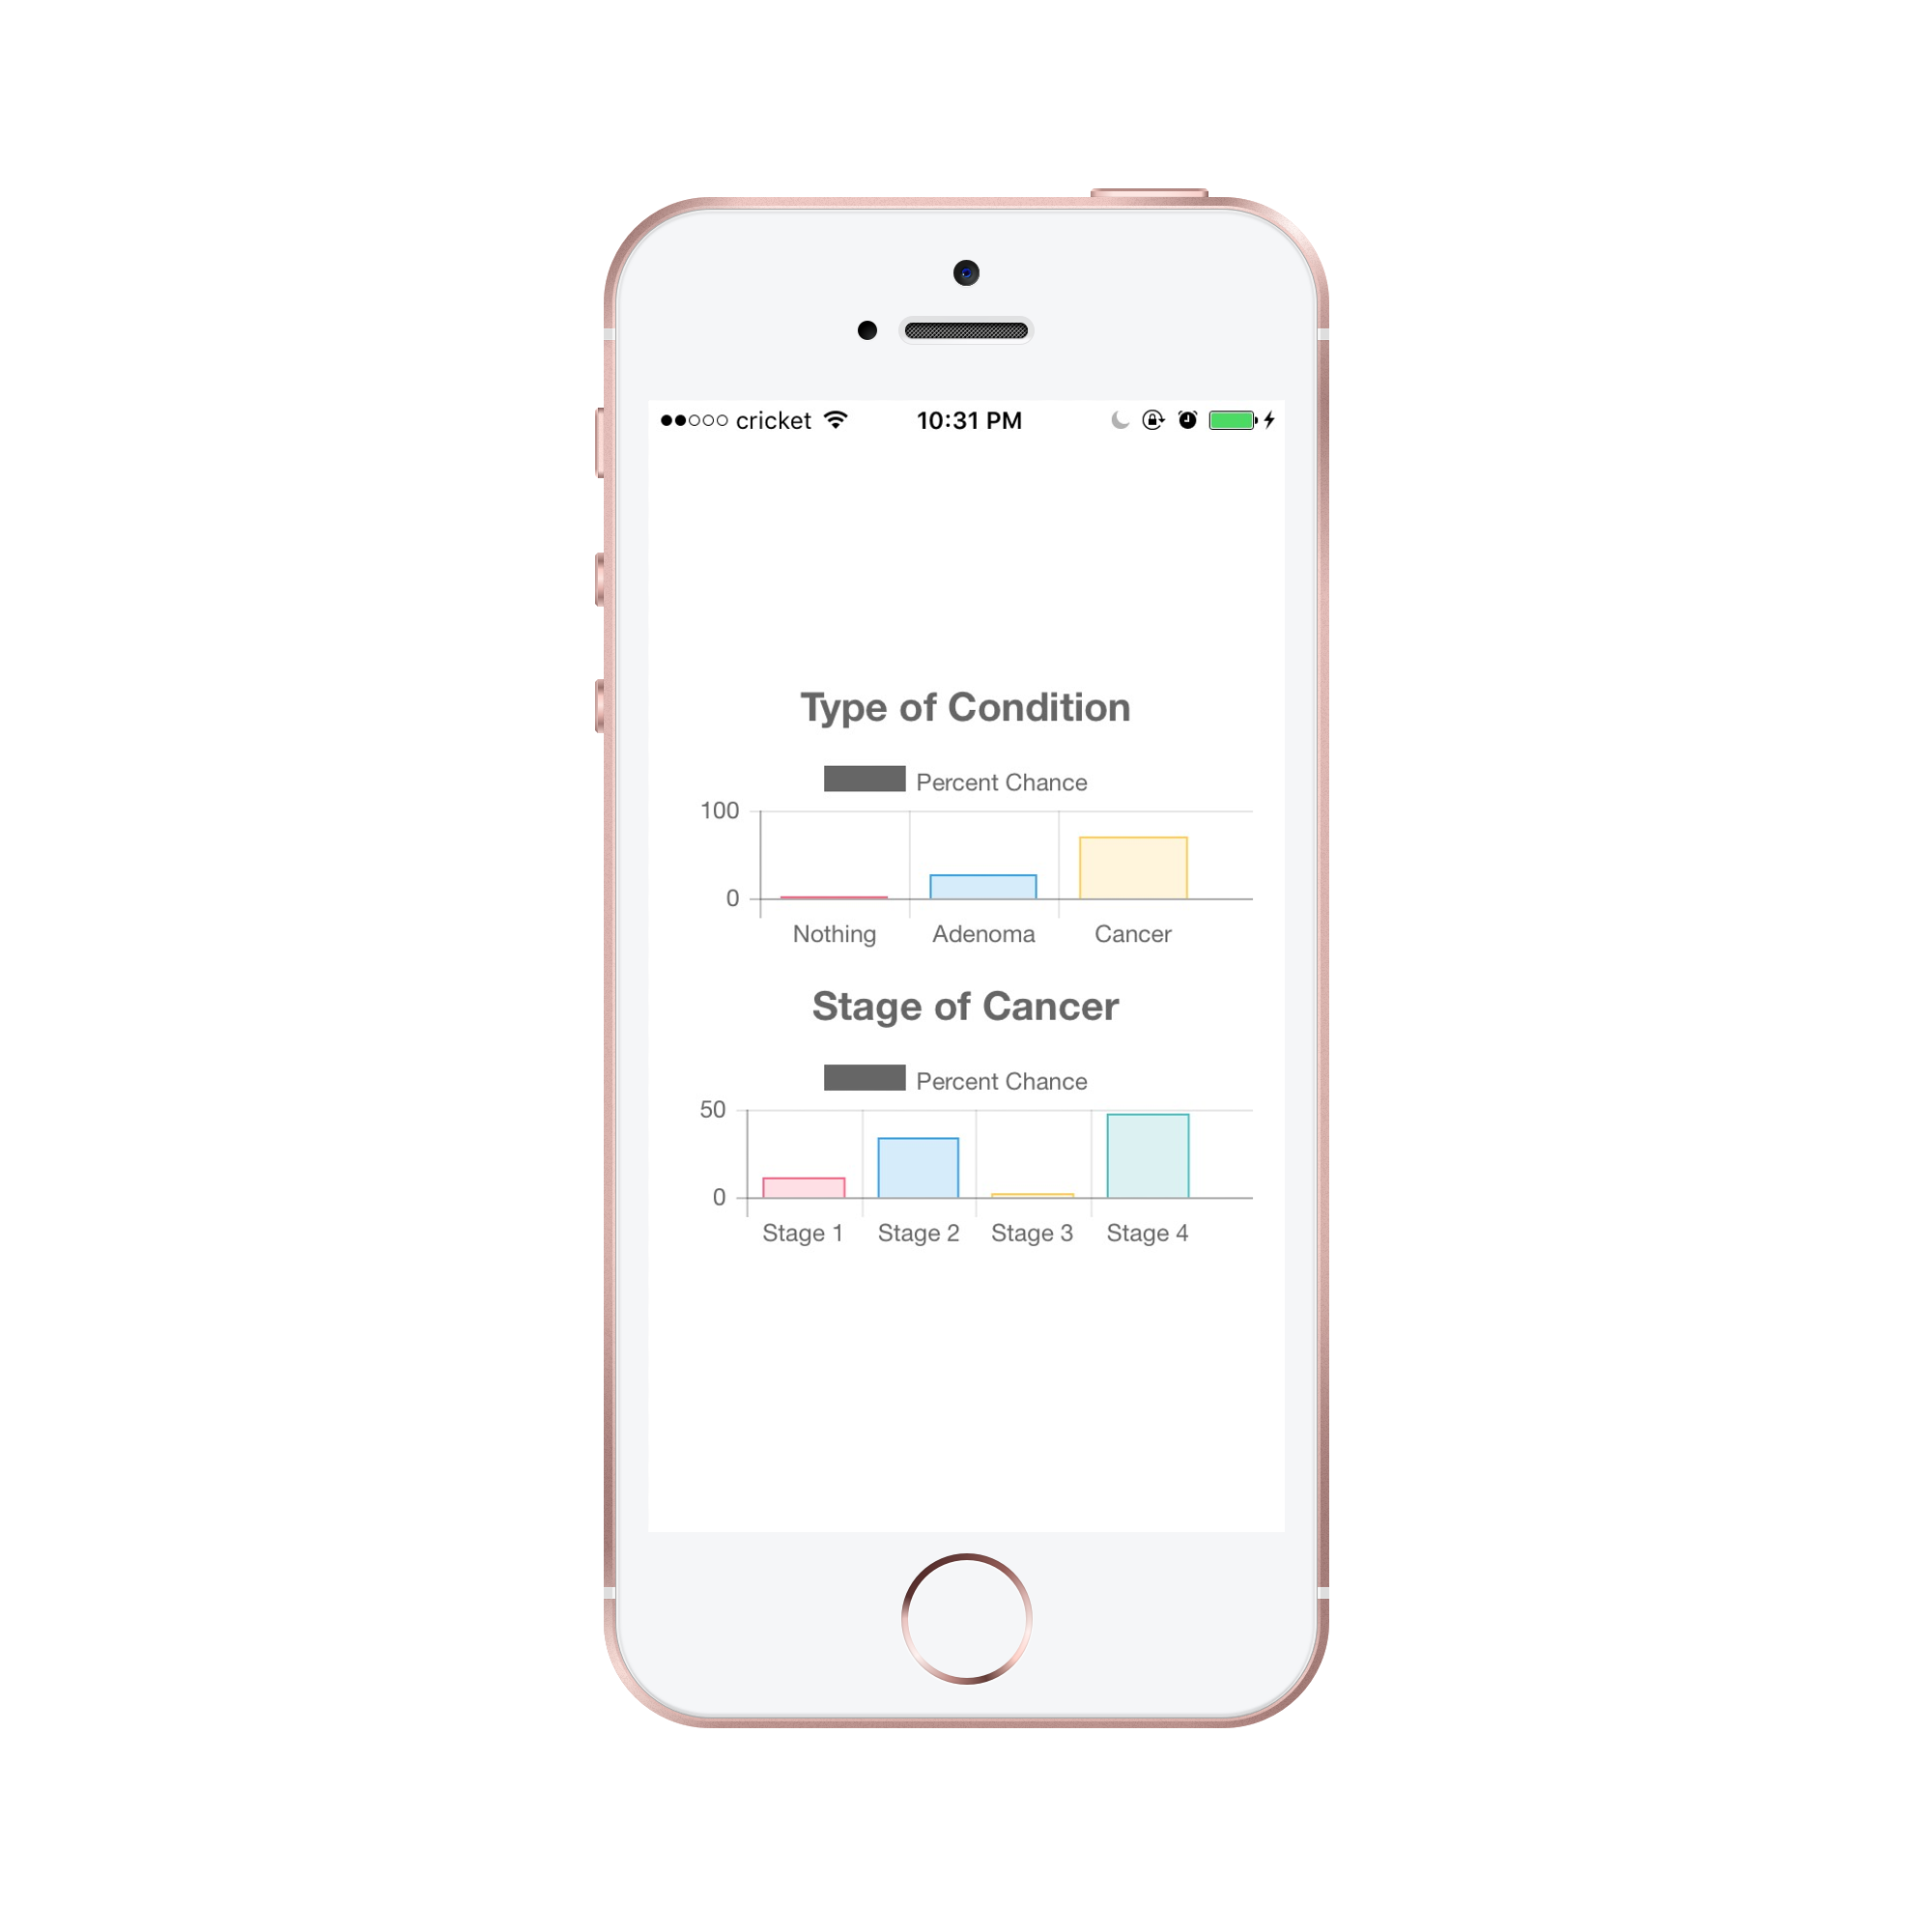 cricket 10:31 PM
Type of Condition
Percent Chance
100
0
Nothing Adenoma Cancer
Stage of Cancer
Percent Chance
50
0
Stage 1 Stage 2 Stage 3 Stage 4